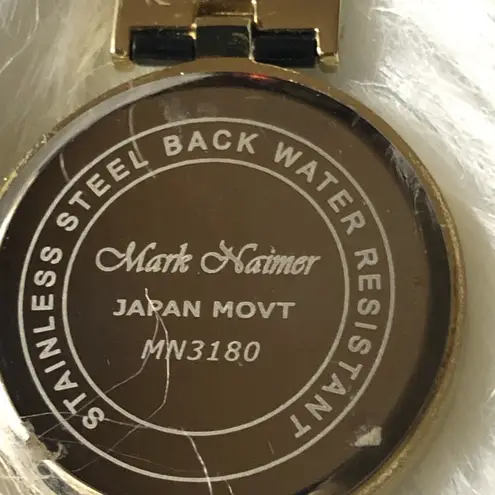 STAINLESS STEEL BACK WATER RESISTANT
Mark Naimer
JAPAN MOVT
MN3180